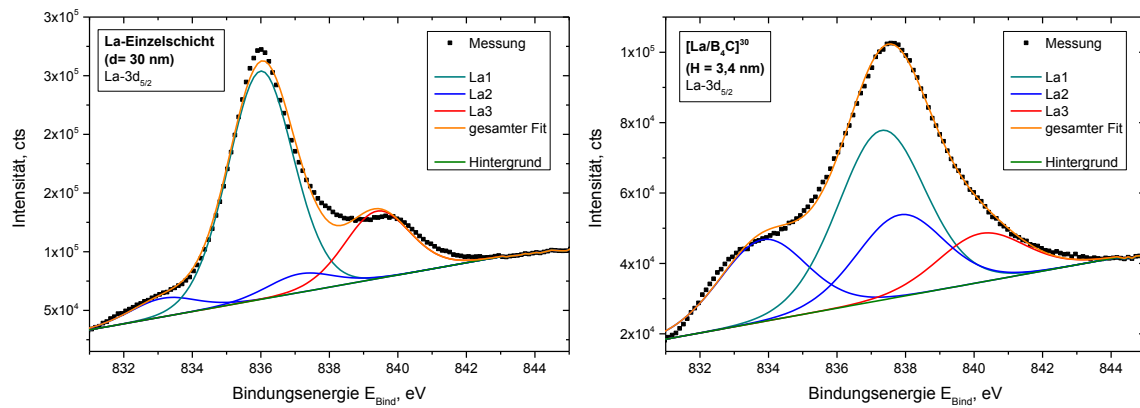 3x10⁵
3x10⁵
2x10⁵
2x10⁵
1x10⁵
5x10⁴
Intensität, cts
La-Einzelschicht
(d= 30 nm)
La-3d₅/₂
Messung
La1
La2
La3
gesamter Fit
Hintergrund
832 834 836 838 840 842 844
Bindungsenergie E_Bind, eV
1x10⁵
8x10⁴
6x10⁴
4x10⁴
2x10⁴
Intensität, cts
[La/B₄C]³⁰
(H = 3,4 nm)
La-3d₅/₂
Messung
La1
La2
La3
gesamter Fit
Hintergrund
832 834 836 838 840 842 844
Bindungsenergie E_Bind, eV